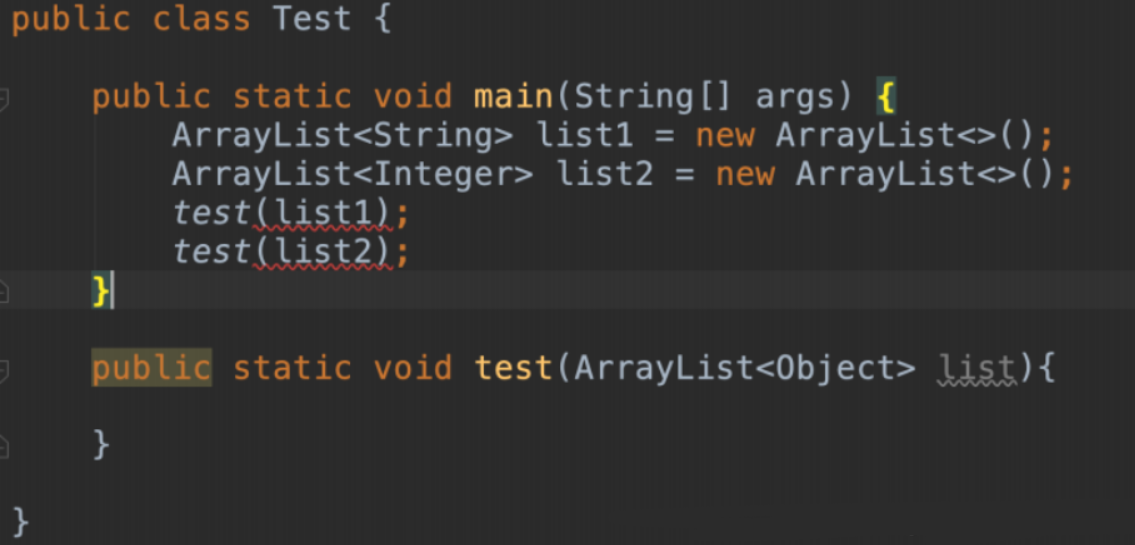 public class Test {
public static void main(String[] args) {
ArrayList<String> list1 = new ArrayList<>();
ArrayList<Integer> list2 = new ArrayList<>();
test(list1);
test(list2);
}
public static void test(ArrayList<Object> list){
}
}